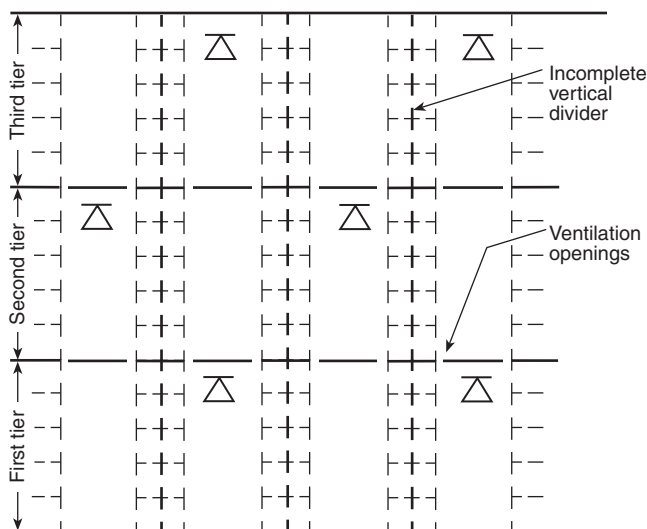 Third tier
Incomplete
vertical
divider
Second tier
Ventilation
openings
First tier